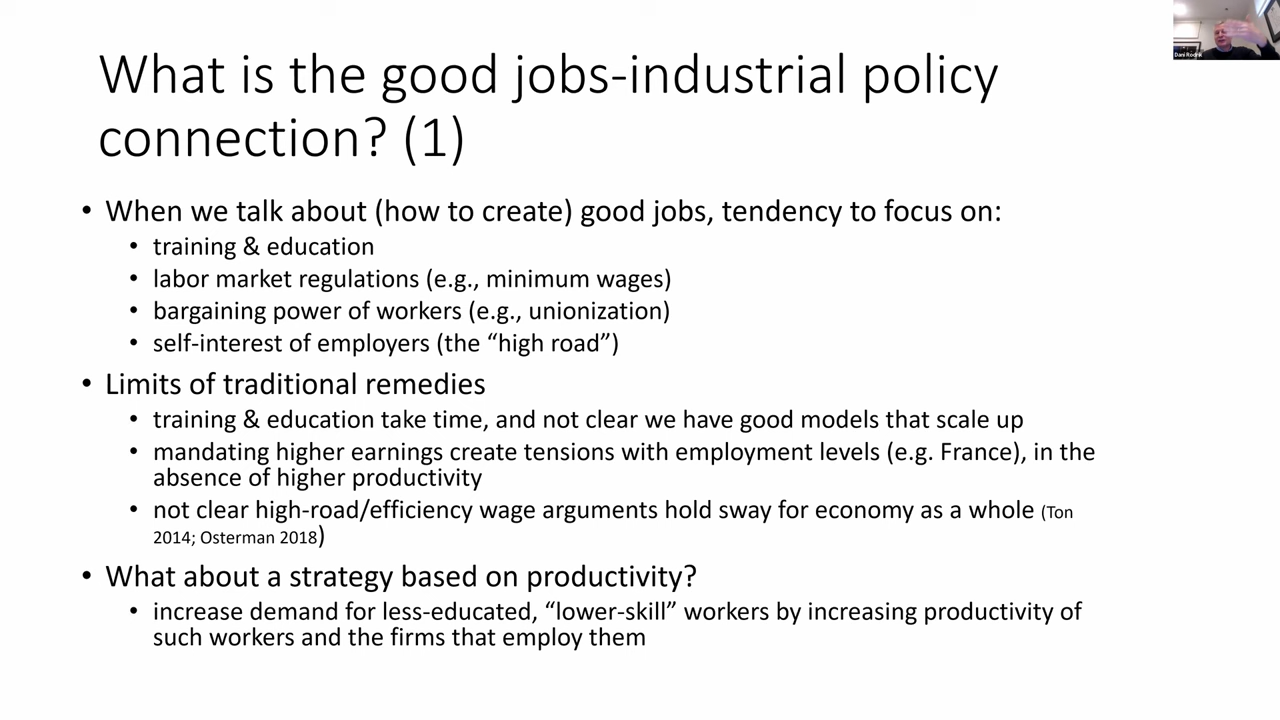 What is the good jobs-industrial policy
connection? (1)
• When we talk about (how to create) good jobs, tendency to focus on:
• training & education
• labor market regulations (e.g., minimum wages)
• bargaining power of workers (e.g., unionization)
• self-interest of employers (the “high road”)
• Limits of traditional remedies
• training & education take time, and not clear we have good models that scale up
• mandating higher earnings create tensions with employment levels (e.g. France), in the
absence of higher productivity
• not clear high-road/efficiency wage arguments hold sway for economy as a whole (Ton
2014; Osterman 2018)
• What about a strategy based on productivity?
• increase demand for less-educated, “lower-skill” workers by increasing productivity of
such workers and the firms that employ them
Dani Rodrik